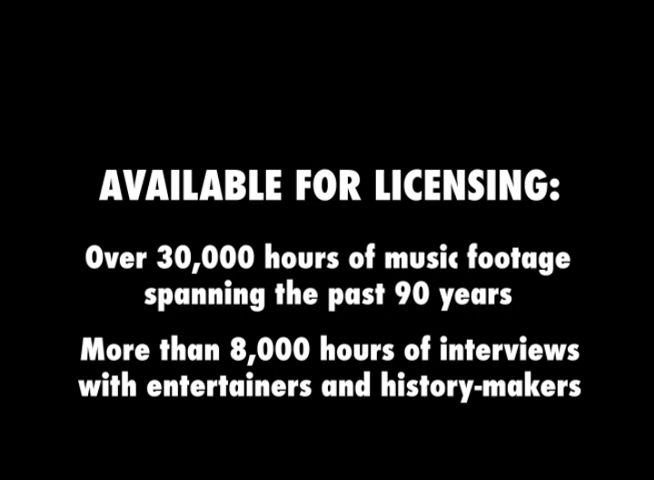 AVAILABLE FOR LICENSING:
Over 30,000 hours of music footage
spanning the past 90 years
More than 8,000 hours of interviews
with entertainers and history-makers